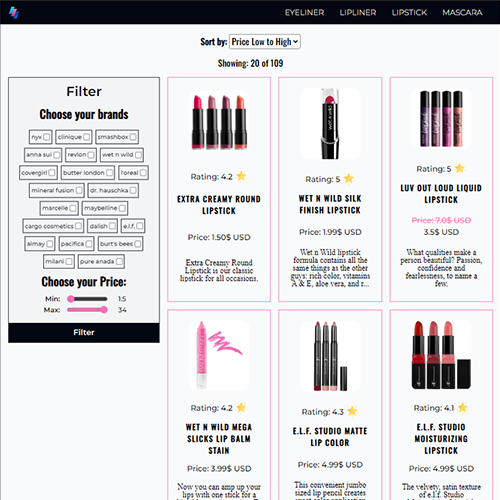 EYELINER LIPLINER LIPSTICK MASCARA
Sort by: Price Low to High
Showing: 20 of 109
Filter
Choose your brands
nyx clinique smashbox
anna sui revlon wet n wild
covergirl butter london l'oreal
mineral fusion dr. hauschka
marcelle maybelline
cargo cosmetics dalish e.l.f.
almay pacifica burt's bees
milani pure anada
Choose your Price:
Min: 1.5
Max: 34
Filter
Rating: 4.2
EXTRA CREAMY ROUND
LIPSTICK
Price: 1.50$ USD
Extra Creamy Round
Lipstick is our classic
lipstick for all occasions.
wet n wild
Rating: 5
WET N WILD SILK
FINISH LIPSTICK
Price: 1.99$ USD
Wet n Wild lipstick
formula contains all the
same things as the other
guys: rich color, vitamins
A & E, aloe vera, and r...
Rating: 5
LUV OUT LOUD LIQUID
LIPSTICK
Price: 7.0$ USD
3.5$ USD
What qualities make a
person beautiful? Passion,
confidence and
fearlessness, to name a
few.
Rating: 4.2
WET N WILD MEGA
SLICKS LIP BALM
STAIN
Price: 3.99$ USD
Now you can amp up your
lips with one stick for a
Rating: 4.3
E.L.F. STUDIO MATTE
LIP COLOR
Price: 4.99$ USD
This convenient jumbo
sized lip pencil creates
Rating: 4.1
E.L.F. STUDIO
MOISTURIZING
LIPSTICK
Price: 4.99$ USD
The velvety, satin texture
of e.l.f. Studio